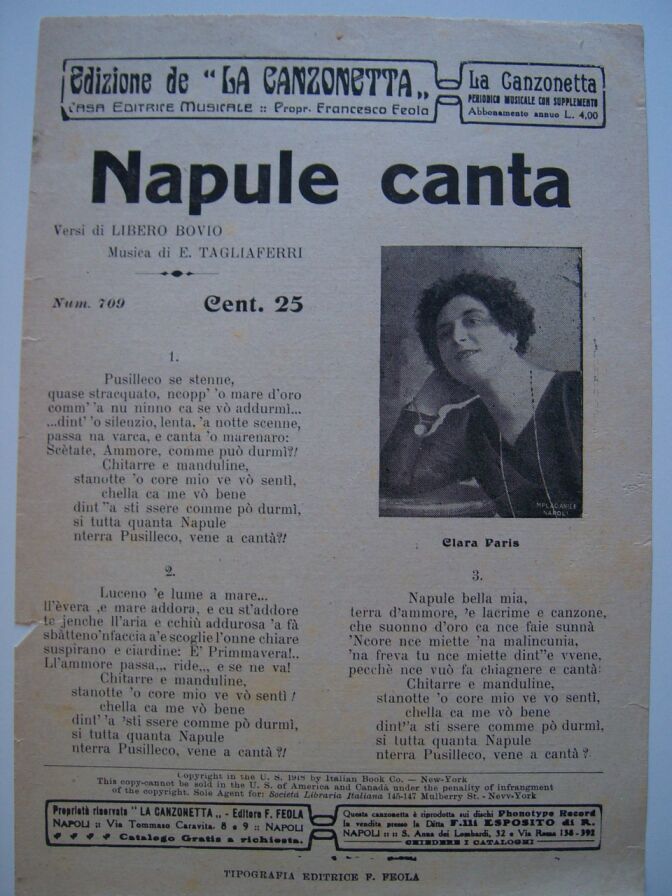 Edizione de "LA CANZONETTA„
CASA EDITRICE MUSICALE :: Propr. Francesco Feola
La Canzonetta
PERIODICO MUSICALE CON SUPPLEMENTO
Abbonamento annuo L. 4,00
Napule canta
Versi di LIBERO BOVIO
Musica di E. TAGLIAFERRI
Num. 709
Cent. 25
1.
Pusilleco se stenne,
quase stracquato, ncopp' 'o mare d'oro
comm' 'a nu ninno ca se vò addurmì...
...dint' 'o silenzio, lenta, 'a notte scenne,
passa na varca, e canta 'o marenaro:
Scètate, Ammore, comme può durmì?!
Chitarre e manduline,
stanotte 'o core mio ve vò sentì,
chella ca me vò bene
dint' 'a sti ssere comme pò durmì,
si tutta quanta Napule
nterra Pusilleco, vene a cantà?!
MPLADANICE
NAPOLI
Clara Paris
2.
Luceno 'e lume a mare...
ll'èvera ,e mare addora, e cu st'addore
te jenche ll'aria e cchiù addurosa 'a fà
sbàtteno'nfaccia a'e scoglie l'onne chiare
suspirano e ciardine: E' Primmavera!..
Ll'ammore passa,.. ride,.. e se ne va!
Chitarre e manduline,
stanotte 'o core mio ve vò sentì !
chella ca me vò bene
dint' 'a 'sti ssere comme pò durmì,
si tutta quanta Napule
nterra Pusilleco, vene a cantà?!
3.
Napule bella mia,
terra d'ammore, 'e lacrime e canzone,
che suonno d'oro ca nce faie sunnà
'Ncore nce miette 'na malincunia,
'na freva tu nce miette dint''e vvene,
pecchè nce vuò fa chiagnere e cantà:
Chitarre e manduline,
stanotte 'o core mio ve vo sentì,
chella ca me vò bene
dint''a sti ssere comme pò durmì,
si tutta quanta Napule
nterra Pusilleco, vene a cantà ?
Copyright in the U. S. 1918 by Italian Book Co. — New-York
This copy-cannot be sold in the U. S. of America and Canadà under the penality of infrangment
of the copyright. Sole Agent for: Società Libraria Italiana 145-147 Mulberry St. - New-York
Proprietà riservata "LA CANZONETTA„ - Editore F. FEOLA
NAPOLI :: Via Tommaso Caravita, 8 e 9 :: NAPOLI
Catalogo Gratis a richiesta.
Questa canzonetta è riprodotta sui dischi Phonotype Record
in vendita presso la Ditta F.lli ESPOSITO di R.
NAPOLI :: S. Anna dei Lombardi, 32 e Via Roma 138-392
CHIEDERE I CATALOGHI
TIPOGRAFIA EDITRICE F. FEOLA